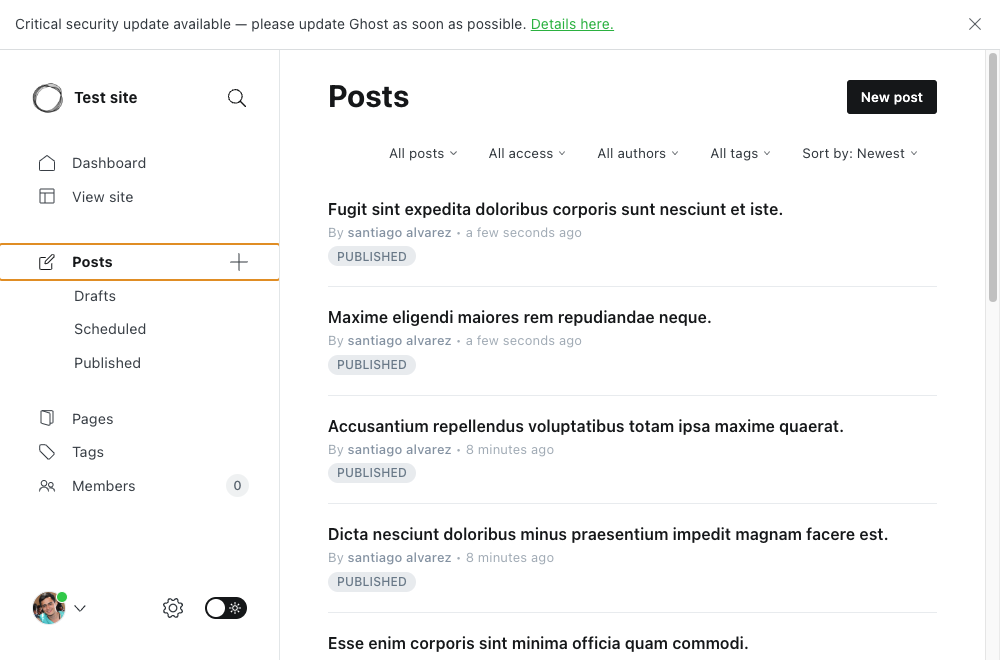 Critical security update available — please update Ghost as soon as possible. Details here.
Test site
Dashboard
View site
Posts
Drafts
Scheduled
Published
Pages
Tags
Members 0
Posts
New post
All posts All access All authors All tags Sort by: Newest
Fugit sint expedita doloribus corporis sunt nesciunt et iste.
By santiago alvarez • a few seconds ago
PUBLISHED
Maxime eligendi maiores rem repudiandae neque.
By santiago alvarez • a few seconds ago
PUBLISHED
Accusantium repellendus voluptatibus totam ipsa maxime quaerat.
By santiago alvarez • 8 minutes ago
PUBLISHED
Dicta nesciunt doloribus minus praesentium impedit magnam facere est.
By santiago alvarez • 8 minutes ago
PUBLISHED
Esse enim corporis sint minima officia quam commodi.